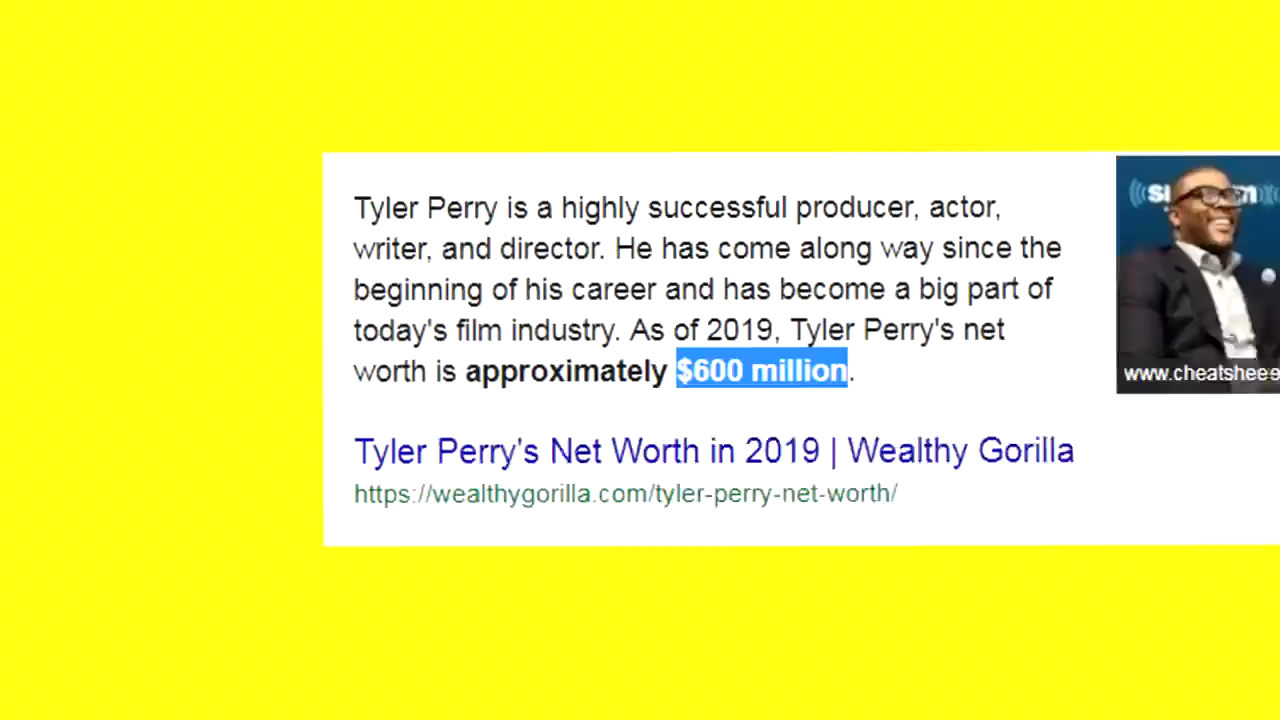 Tyler Perry is a highly successful producer, actor,
writer, and director. He has come along way since the
beginning of his career and has become a big part of
today's film industry. As of 2019, Tyler Perry's net
worth is approximately $600 million.
www.cheatshee
Tyler Perry's Net Worth in 2019 | Wealthy Gorilla
https://wealthygorilla.com/tyler-perry-net-worth/